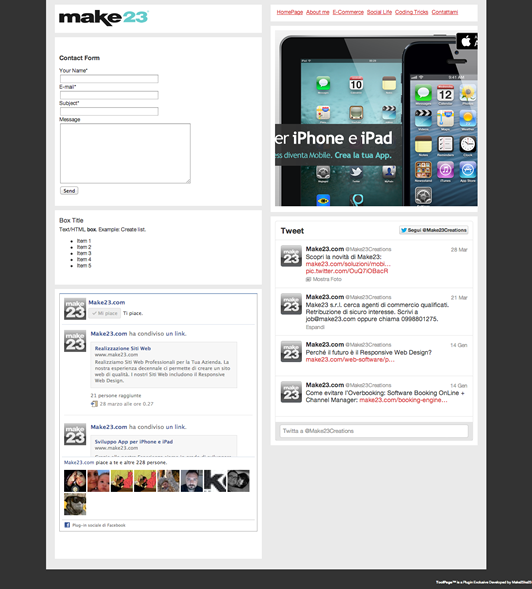 make23
HomePage About me E-Commerce Social Life Coding Tricks Contattami
Contact Form
Your Name*
E-mail*
Subject*
Message
Send
er iPhone e iPad
ess diventa Mobile. Crea la tua App.
Box Title
Text/HTML box. Example: Create list.
Item 1
Item 2
Item 3
Item 4
Item 5
Make23.com
Mi piace Ti piace.
Make23.com ha condiviso un link.
Realizzazione Siti Web
www.make23.com
Realizziamo Siti Web Professionali per la Tua Azienda. La
nostra esperienza decennale ci permette di creare un sito
web di qualità. I nostri Siti Web includono il Responsive
Web Design.
21 persone raggiunte
28 marzo alle ore 0.27
Make23.com ha condiviso un link.
Sviluppo App per iPhone e iPad
www.make23.com
Make23.com piace a te e altre 228 persone.
Plug-in sociale di Facebook
Tweet
Segui @Make23Creations
Make23.com @Make23Creations 28 Mar
Scopri la novità di Make23:
make23.com/soluzioni/mobi...
pic.twitter.com/OuQ7iOBacR
Mostra Foto
Make23.com @Make23Creations 21 Mar
Make23 s.r.l. cerca agenti di commercio qualificati.
Retribuzione di sicuro interesse. Scrivi a
job@make23.com oppure chiama 0998801275.
Espandi
Make23.com @Make23Creations 14 Gen
Perché il futuro è il Responsive Web Design?
make23.com/web-software/p...
Make23.com @Make23Creations 14 Gen
Come evitare l'Overbooking: Software Booking OnLine +
Channel Manager: make23.com/booking-engine...
Twitta a @Make23Creations